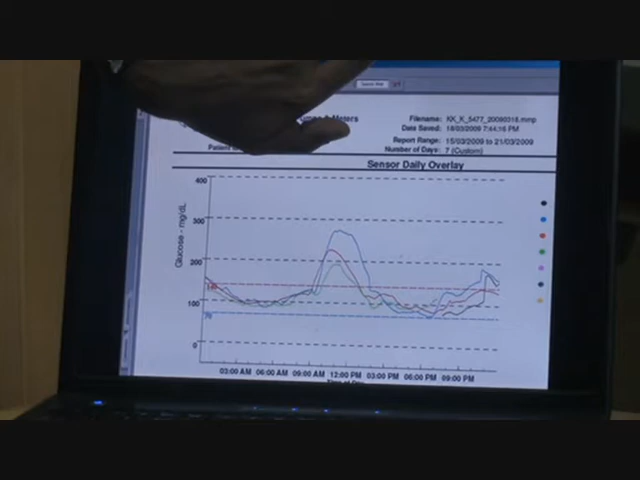 Filename: KK_K_5477_20090318.mmp
Date Saved: 18/03/2009 7:44:16 PM
Report Range: 15/03/2009 to 21/03/2009
Number of Days: 7 (Custom)
Sensor Daily Overlay
Glucose - mg/dL
400
300
200
100
70
0
03:00 AM 06:00 AM 09:00 AM 12:00 PM 03:00 PM 06:00 PM 09:00 PM